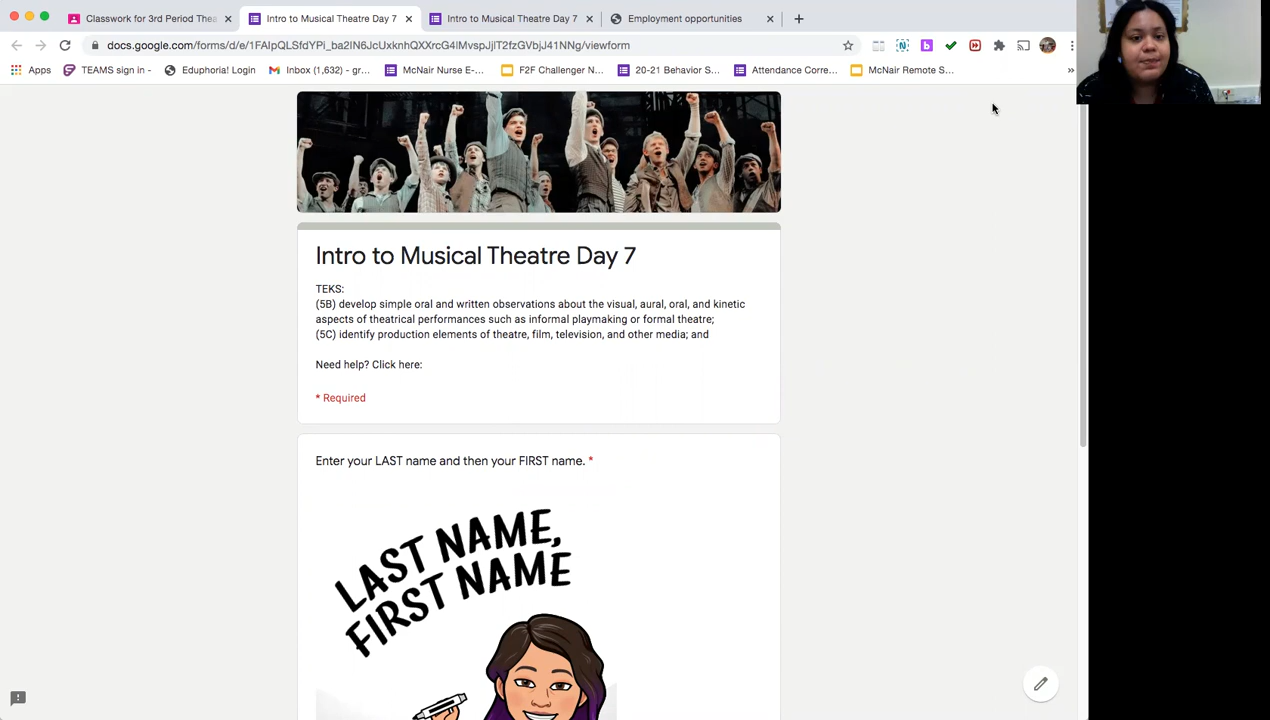 Classwork for 3rd Period Thea
Intro to Musical Theatre Day 7
Intro to Musical Theatre Day 7
Employment opportunities
docs.google.com/forms/d/e/1FAIpQLSfdYPi_ba2IN6JcUxknhQXXrcG4IMvspJjlT2fzGVbjJ41NNg/viewform
Apps
TEAMS sign in -
Eduphoria! Login
Inbox (1,632) - gr...
McNair Nurse E-...
F2F Challenger N...
20-21 Behavior S...
Attendance Corre...
McNair Remote S...
Intro to Musical Theatre Day 7
TEKS:
(5B) develop simple oral and written observations about the visual, aural, oral, and kinetic
aspects of theatrical performances such as informal playmaking or formal theatre;
(5C) identify production elements of theatre, film, television, and other media; and
Need help? Click here:
* Required
Enter your LAST name and then your FIRST name. *
LAST NAME,
FIRST NAME